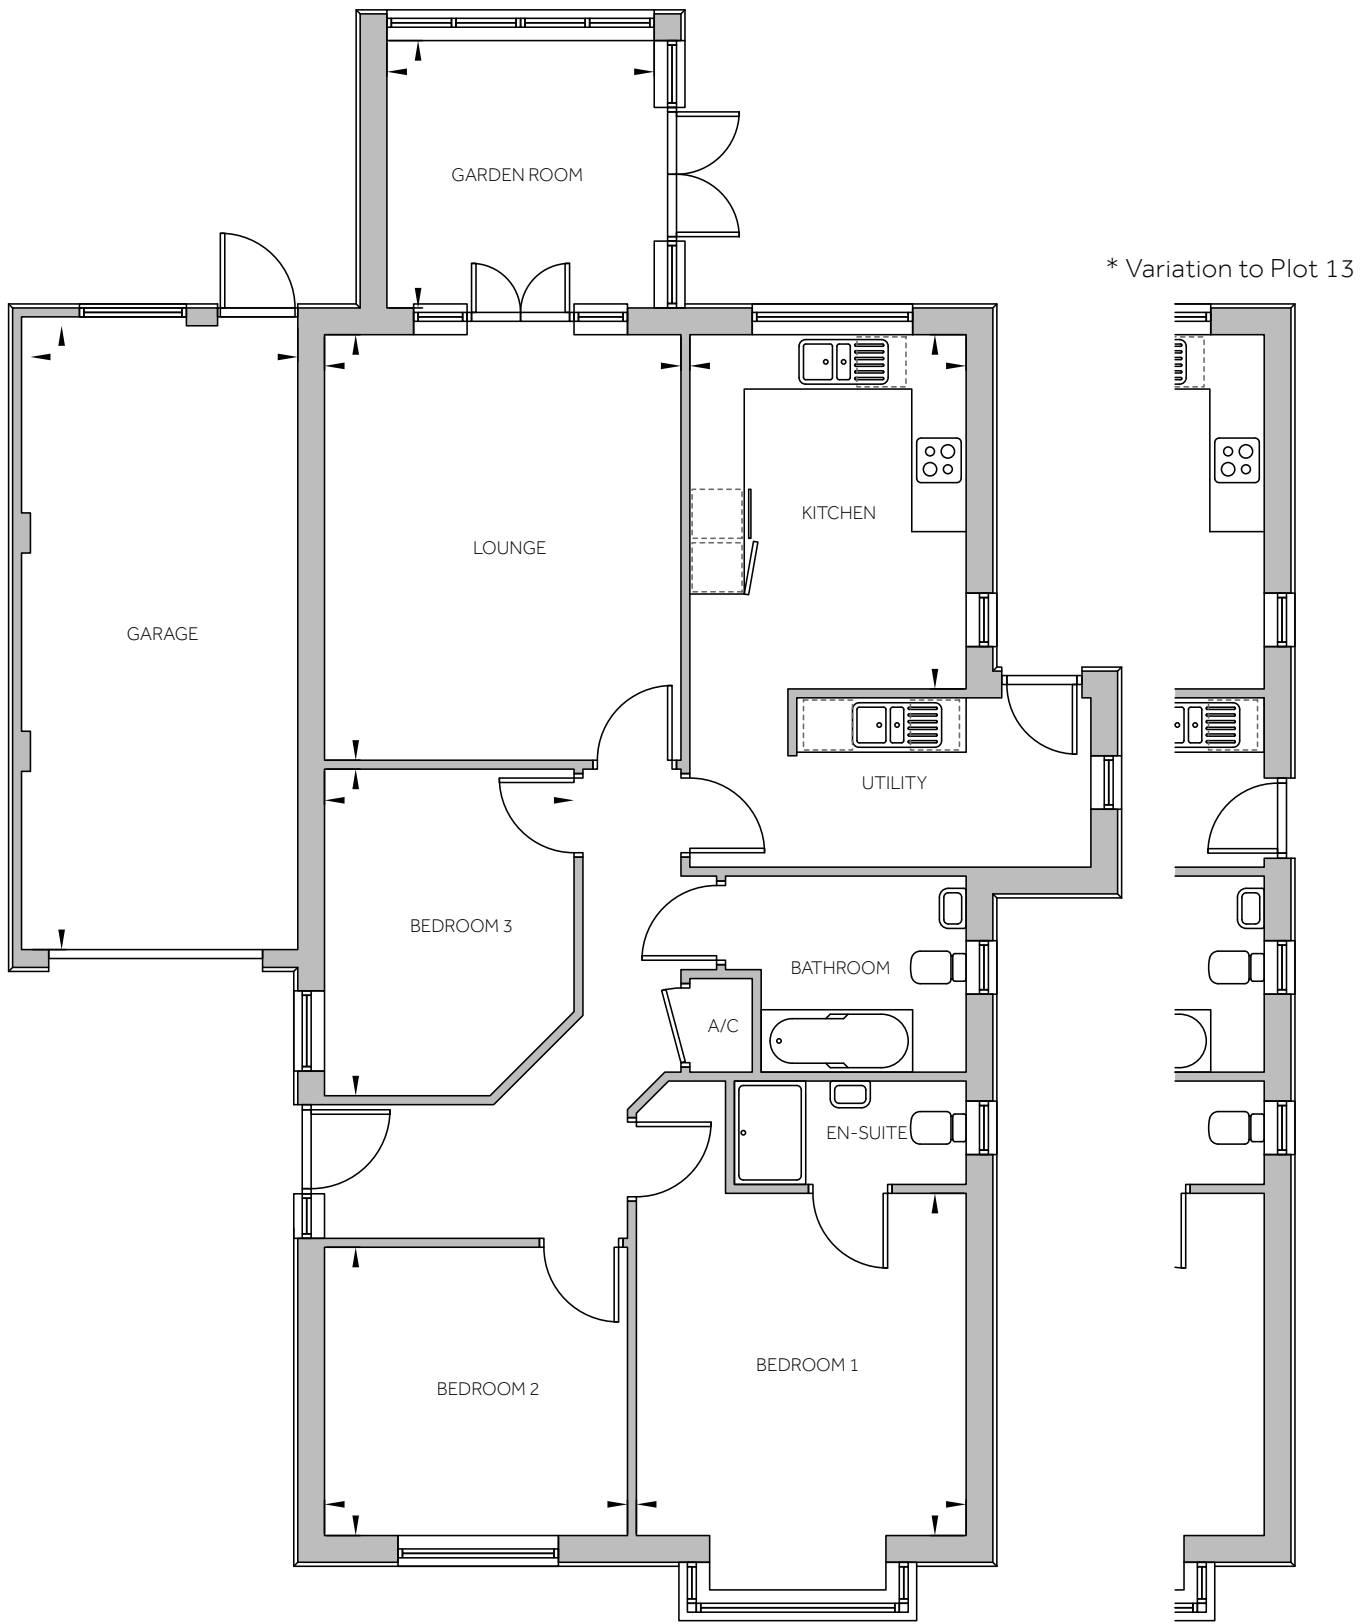 GARDEN ROOM
* Variation to Plot 13
KITCHEN
LOUNGE
GARAGE
UTILITY
BEDROOM 3
BATHROOM
A/C
EN-SUITE
BEDROOM 1
BEDROOM 2